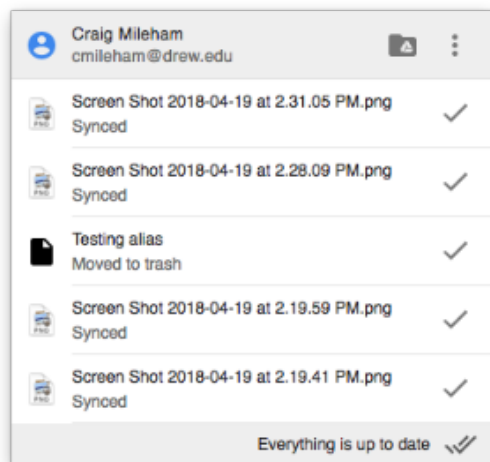 Craig Mileham
cmileham@drew.edu
Screen Shot 2018-04-19 at 2.31.05 PM.png
Synced
Screen Shot 2018-04-19 at 2.28.09 PM.png
Synced
Testing alias
Moved to trash
Screen Shot 2018-04-19 at 2.19.59 PM.png
Synced
Screen Shot 2018-04-19 at 2.19.41 PM.png
Synced
Everything is up to date